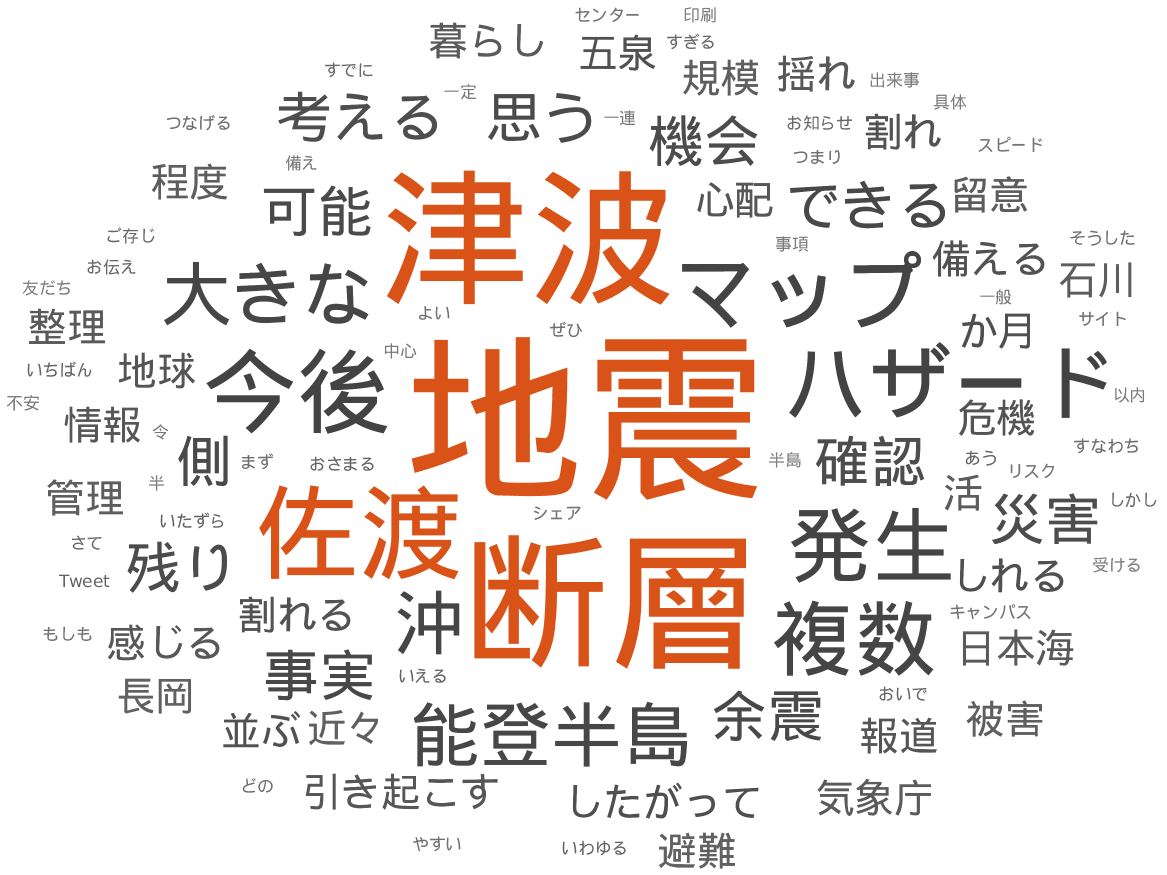 センター
印刷
暮らし
五泉
すぎる
すでに
規模
揺れ
出来事
一定
考える
思う
一連
具体
つなげる
機会
お知らせ
割れ
スピード
備え
つまり
程度
可能
津波
心配
できる
留意
ご存じ
事項
そうした
お伝え
大きな
マップ
備える
石川
友だち
一般
整理
よい
ぜひ
か月
サイト
いちばん
地球
今後
中心
地震
ハザード
以内
不安
情報
令
危機
側
まず
おさまる
半島
確認
あう
すなわち
管理
半
リスク
活
シェア
しかし
佐渡
いたずら
災害
さて
発生
残り
断層
Tweet
しれる
受ける
割れる
沖
複数
キャンパス
もしも
感じる
日本海
事実
いえる
長岡
おいで
並ぶ
近々
能登半島
余震
報道
被害
どの
引き起こす
したがって
気象庁
やすい
いわゆる
避難